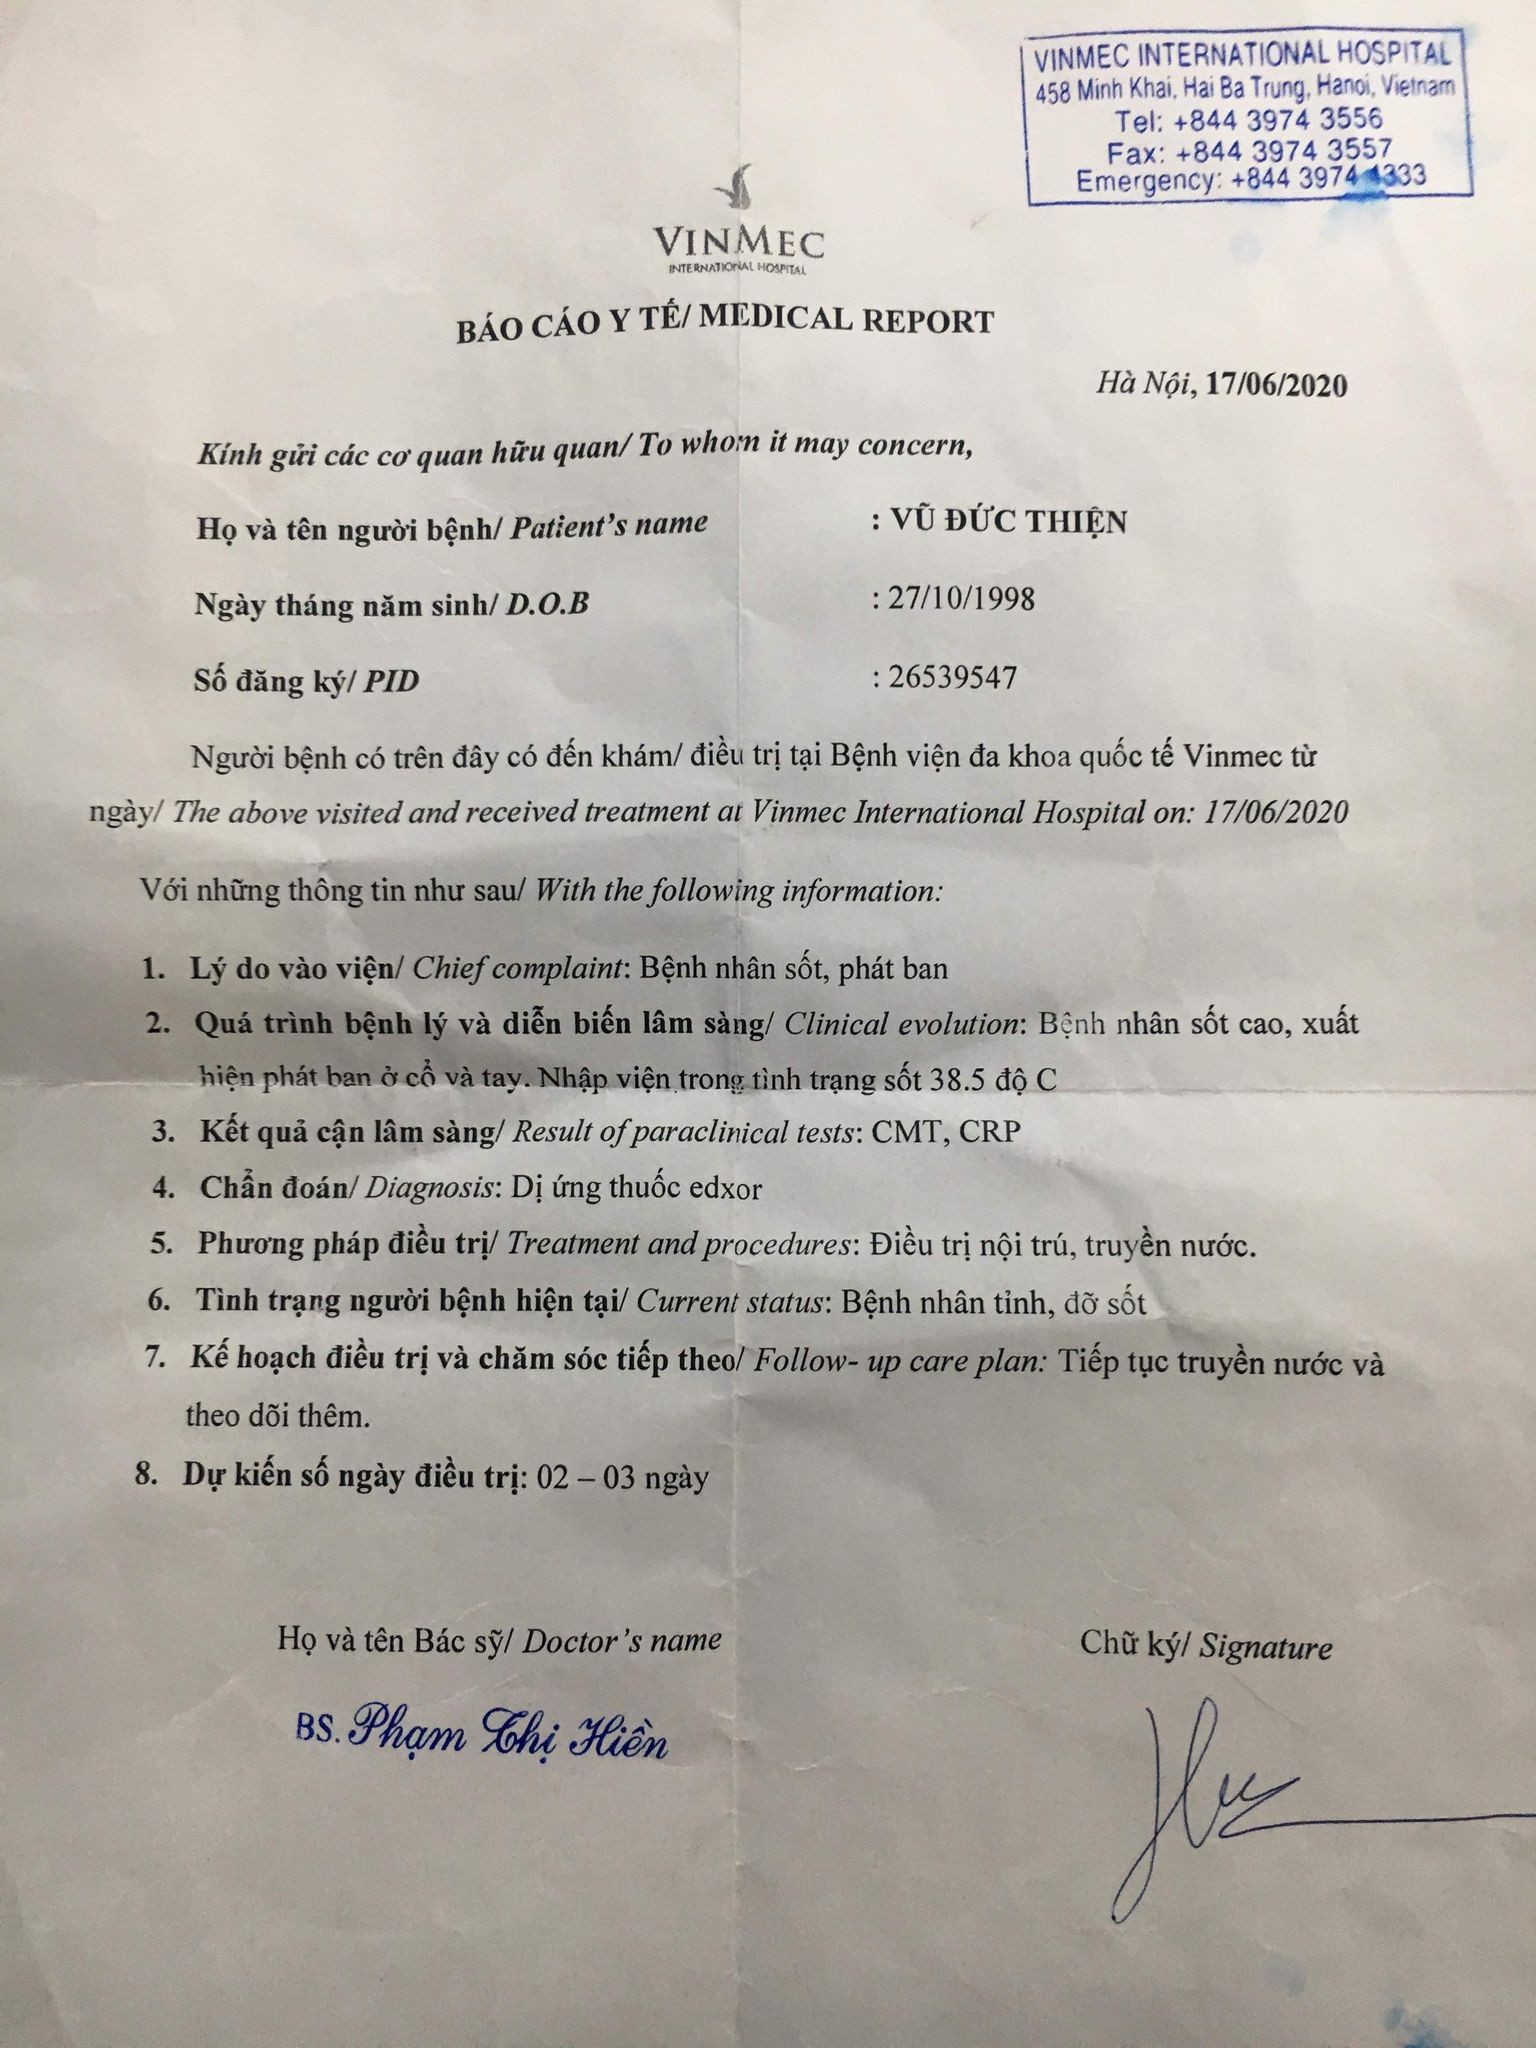 VINMEC INTERNATIONAL HOSPITAL
458 Minh Khai, Hai Ba Trung, Hanoi, Vietnam
Tel: +844 3974 3556
Fax: +844 3974 3557
Emergency: +844 3974 4333
VINMEC
INTERNATIONAL HOSPITAL
BÁO CÁO Y TẾ/ MEDICAL REPORT
Hà Nội, 17/06/2020
Kính gửi các cơ quan hữu quan/ To whom it may concern,
Họ và tên người bệnh/ Patient's name : VŨ ĐỨC THIỆN
Ngày tháng năm sinh/ D.O.B : 27/10/1998
Số đăng ký/ PID : 26539547
Người bệnh có trên đây có đến khám/ điều trị tại Bệnh viện đa khoa quốc tế Vinmec từ
ngày/ The above visited and received treatment at Vinmec International Hospital on: 17/06/2020
Với những thông tin như sau/ With the following information:
1. Lý do vào viện/ Chief complaint: Bệnh nhân sốt, phát ban
2. Quá trình bệnh lý và diễn biến lâm sàng/ Clinical evolution: Bệnh nhân sốt cao, xuất
hiện phát ban ở cổ và tay. Nhập viện trong tình trạng sốt 38.5 độ C
3. Kết quả cận lâm sàng/ Result of paraclinical tests: CMT, CRP
4. Chẩn đoán/ Diagnosis: Dị ứng thuốc edxor
5. Phương pháp điều trị/ Treatment and procedures: Điều trị nội trú, truyền nước.
6. Tình trạng người bệnh hiện tại/ Current status: Bệnh nhân tỉnh, đỡ sốt
7. Kế hoạch điều trị và chăm sóc tiếp theo/ Follow- up care plan: Tiếp tục truyền nước và
theo dõi thêm.
8. Dự kiến số ngày điều trị: 02 – 03 ngày
Họ và tên Bác sỹ/ Doctor's name Chữ ký/ Signature
BS. Phạm Thị Hiền